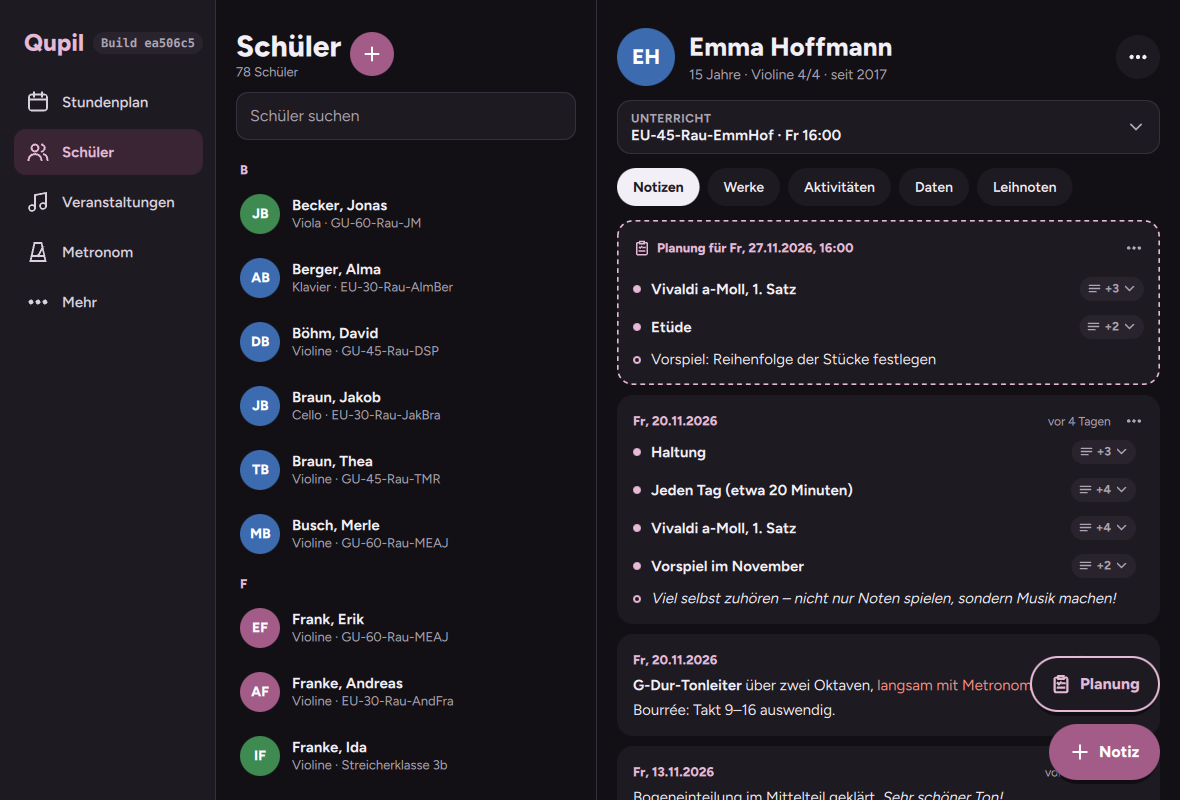 Qupil Build ea506c5
Stundenplan
Schüler
Veranstaltungen
Metronom
Mehr
Schüler
78 Schüler
Schüler suchen
B
JB Becker, Jonas
Viola · GU-60-Rau-JM
AB Berger, Alma
Klavier · EU-30-Rau-AlmBer
DB Böhm, David
Violine · GU-45-Rau-DSP
JB Braun, Jakob
Cello · EU-30-Rau-JakBra
TB Braun, Thea
Violine · GU-45-Rau-TMR
MB Busch, Merle
Violine · GU-60-Rau-MEAJ
F
EF Frank, Erik
Violine · GU-60-Rau-MEAJ
AF Franke, Andreas
Violine · EU-30-Rau-AndFra
IF Franke, Ida
Violine · Streicherklasse 3b
EH Emma Hoffmann
15 Jahre · Violine 4/4 · seit 2017
UNTERRICHT
EU-45-Rau-EmmHof · Fr 16:00
Notizen Werke Aktivitäten Daten Leihnoten
Planung für Fr, 27.11.2026, 16:00
Vivaldi a-Moll, 1. Satz +3
Etüde +2
Vorspiel: Reihenfolge der Stücke festlegen
Fr, 20.11.2026 vor 4 Tagen
Haltung +3
Jeden Tag (etwa 20 Minuten) +4
Vivaldi a-Moll, 1. Satz +4
Vorspiel im November +2
Viel selbst zuhören – nicht nur Noten spielen, sondern Musik machen!
Fr, 20.11.2026
G-Dur-Tonleiter über zwei Oktaven, langsam mit Metronom
Bourrée: Takt 9–16 auswendig.
Planung
Notiz
Fr, 13.11.2026
Bogeneinteilung im Mittelteil geklärt. Sehr schöner Ton!